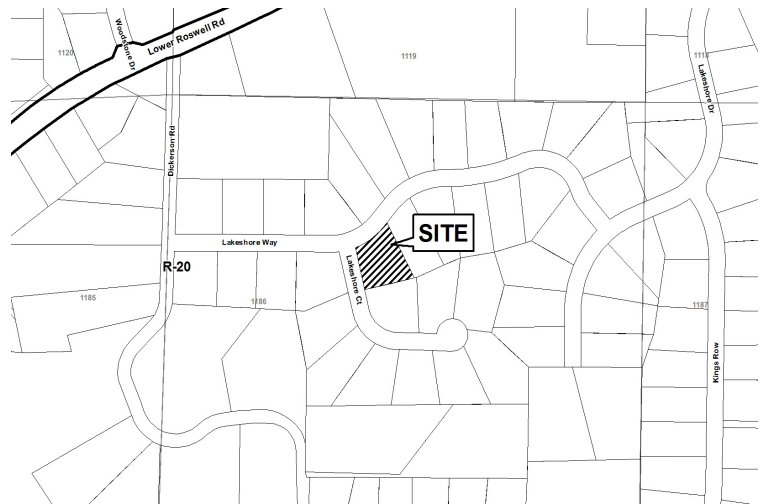 Woodstone Dr
Lower Roswell Rd
1120
1119
1118
Lakeshore Dr
Dickerson Rd
Lakeshore Way
SITE
R-20
Lakeshore Ct
1185
1186
1187
Kings Row